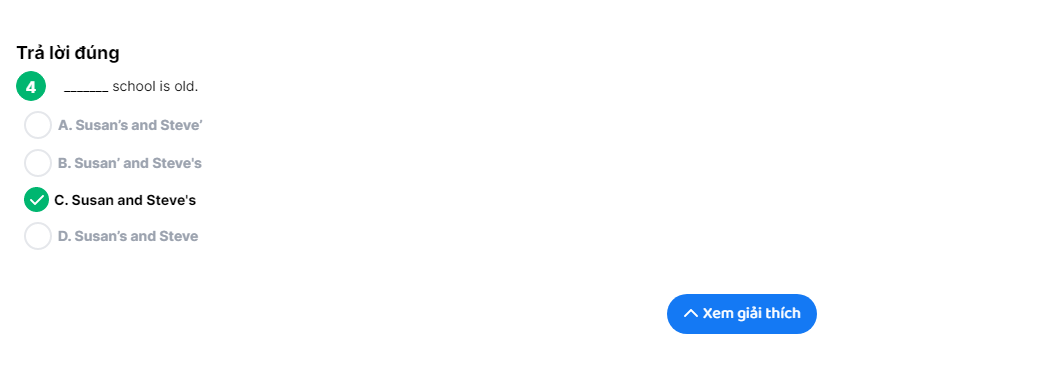 Trả lời đúng
4 _______ school is old.
A. Susan’s and Steve’
B. Susan’ and Steve's
C. Susan and Steve's
D. Susan’s and Steve
Xem giải thích